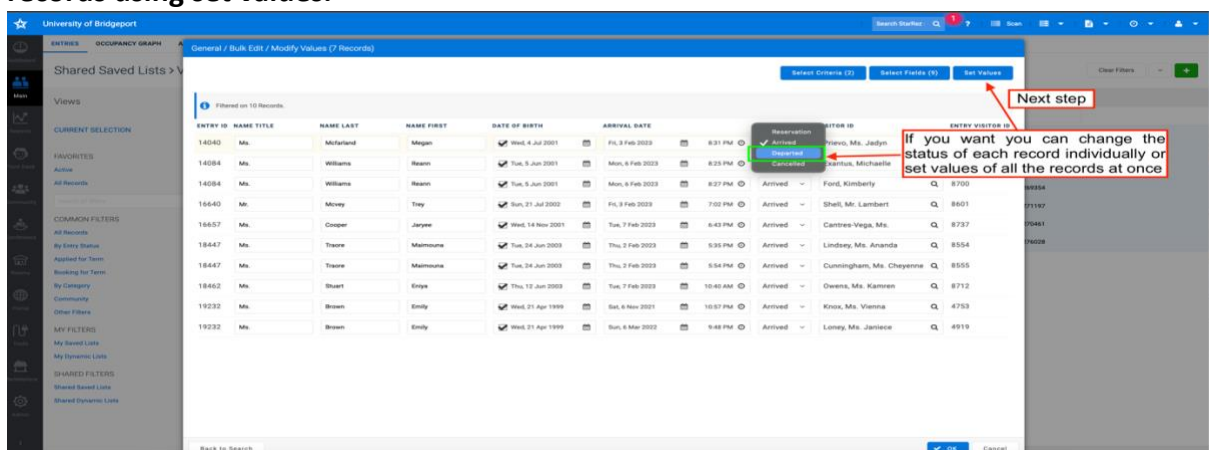 records using set values.
University of Bridgeport
Search StarRez
1
?
Scan
ENTRIES OCCUPANCY GRAPH A
General / Bulk Edit / Modify Values (7 Records)
Shared Saved Lists > V
Select Criteria (2) Select Fields (9) Set Values
Clear Filters
Main
Views
Next step
Filtered on 10 Records.
CURRENT SELECTION
ENTRY ID NAME TITLE NAME LAST NAME FIRST DATE OF BIRTH ARRIVAL DATE SITOR ID ENTRY VISITOR ID
Reservation
Arrived
Departed
Cancelled
If you want you can change the
status of each record individually or
set values of all the records at once
14040 Ms. Mcfarland Megan Wed, 4 Jul 2001 Fri, 3 Feb 2023 8:31 PM Prievo, Ms. Jadyn
FAVORITES
14084 Ms. Williams Reann Tue, 5 Jun 2001 Mon, 6 Feb 2023 8:25 PM Exantus, Michaelle
Active
All Records
14084 Ms. Williams Reann Tue, 5 Jun 2001 Mon, 6 Feb 2023 8:27 PM Arrived Ford, Kimberly 8700
16640 Mr. Mcvey Trey Sun, 21 Jul 2002 Fri, 3 Feb 2023 7:02 PM Arrived Shell, Mr. Lambert 8601
COMMON FILTERS
All Records
16657 Ms. Cooper Jaryee Wed, 14 Nov 2001 Tue, 7 Feb 2023 6:43 PM Arrived Cantres-Vega, Ms. 8737
By Entry Status
18447 Ms. Traore Maimouna Tue, 24 Jun 2003 Thu, 2 Feb 2023 5:35 PM Arrived Lindsey, Ms. Ananda 8554
Applied for Term
Booking for Term
18447 Ms. Traore Maimouna Tue, 24 Jun 2003 Thu, 2 Feb 2023 5:54 PM Arrived Cunningham, Ms. Cheyenne 8555
By Category
18462 Ms. Stuart Eniya Thu, 12 Jun 2003 Tue, 7 Feb 2023 10:40 AM Arrived Owens, Ms. Kamren 8712
Community
Other Filters
19232 Ms. Brown Emily Wed, 21 Apr 1999 Sat, 6 Nov 2021 10:57 PM Arrived Knox, Ms. Vienna 4753
MY FILTERS
19232 Ms. Brown Emily Wed, 21 Apr 1999 Sun, 6 Mar 2022 9:48 PM Arrived Loney, Ms. Janiece 4919
My Saved Lists
My Dynamic Lists
SHARED FILTERS
Shared Saved Lists
Shared Dynamic Lists
Back to Search
OK Cancel